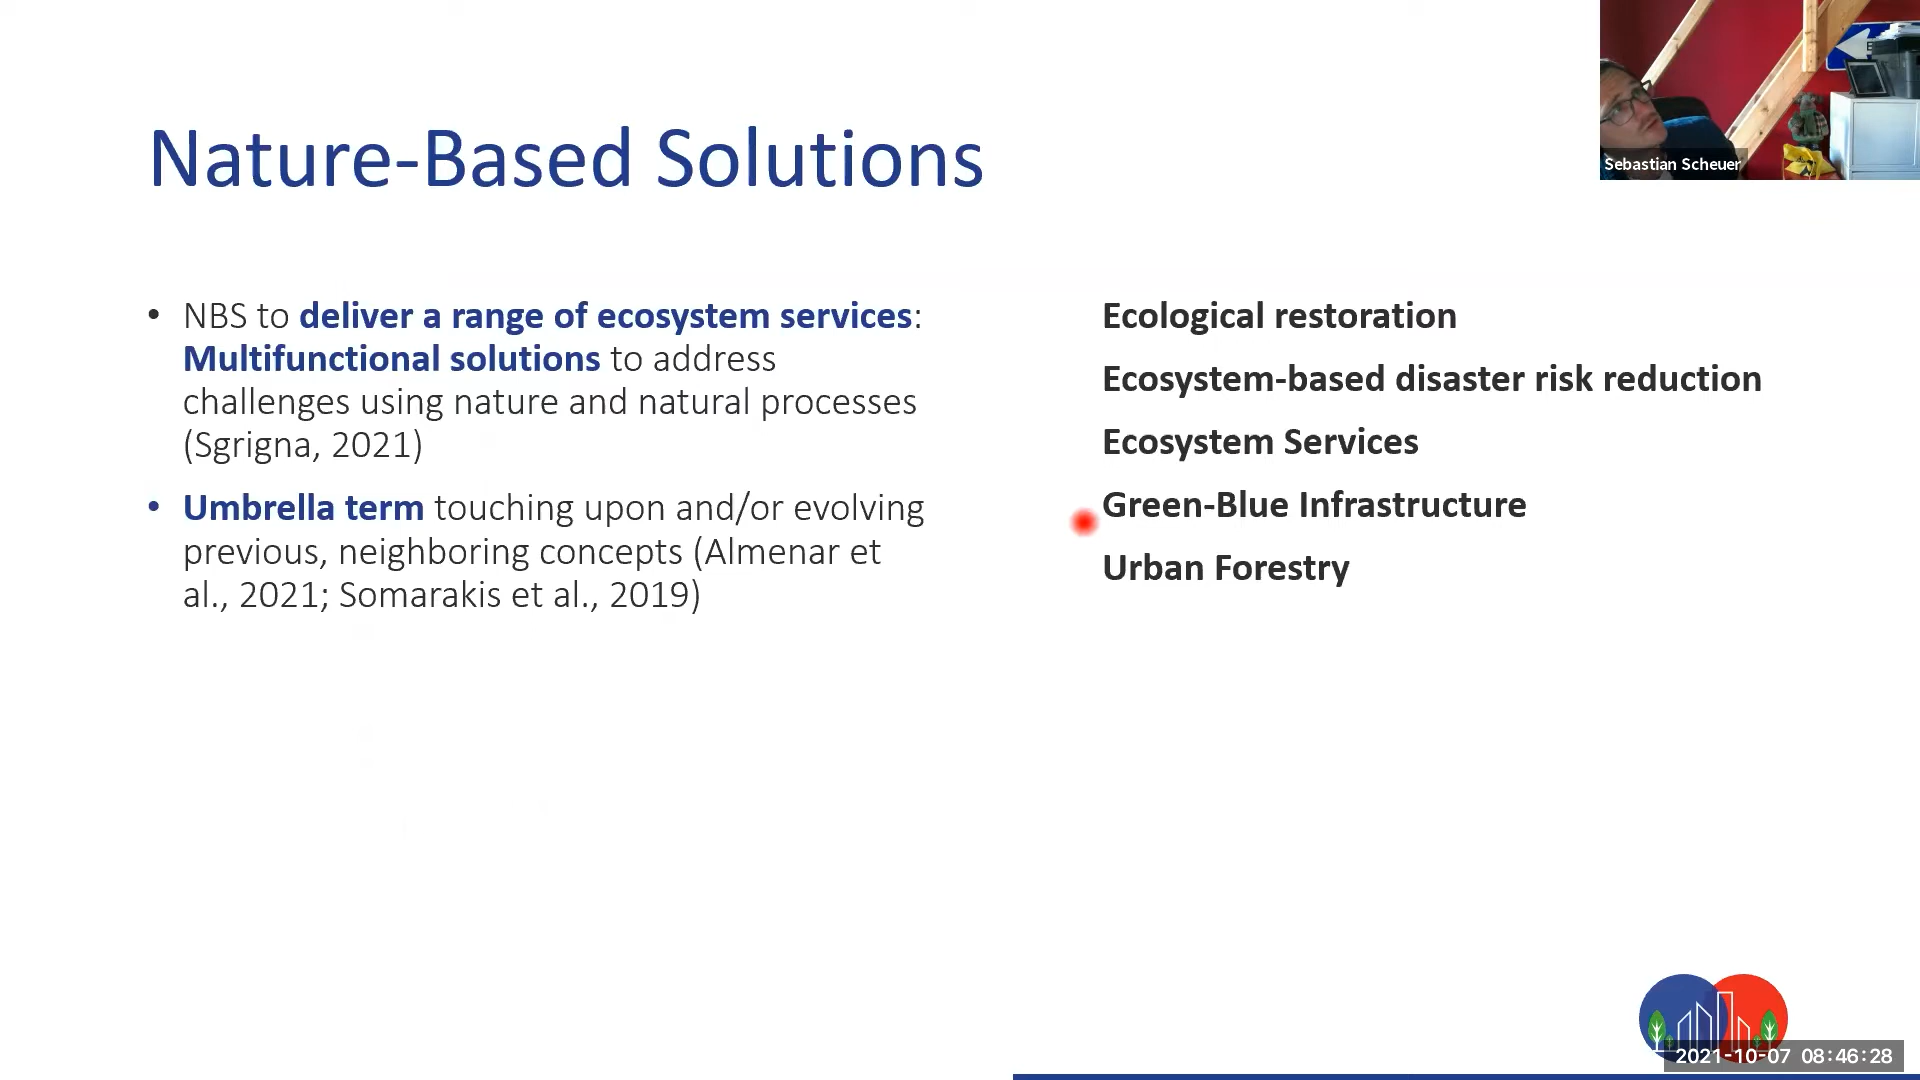 Nature-Based Solutions
Sebastian Scheuer
• NBS to deliver a range of ecosystem services:
Multifunctional solutions to address
challenges using nature and natural processes
(Sgrigna, 2021)
• Umbrella term touching upon and/or evolving
previous, neighboring concepts (Almenar et
al., 2021; Somarakis et al., 2019)
Ecological restoration
Ecosystem-based disaster risk reduction
Ecosystem Services
Green-Blue Infrastructure
Urban Forestry
2021-10-07 08:46:28